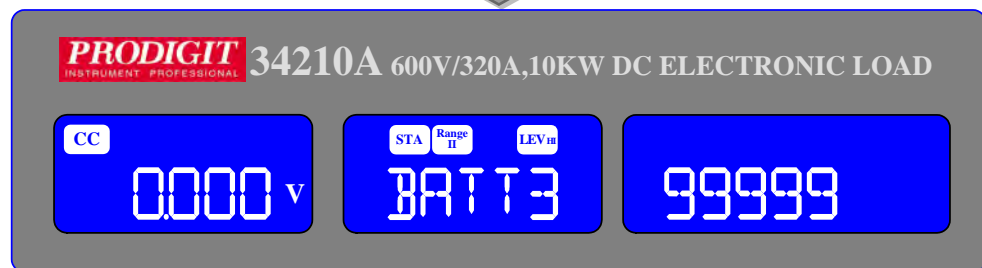 PRODIGIT
INSTRUMENT PROFESSIONAL
34210A 600V/320A,10KW DC ELECTRONIC LOAD
CC
0.000 V
STA Range II LEV HI
BATT3
99999